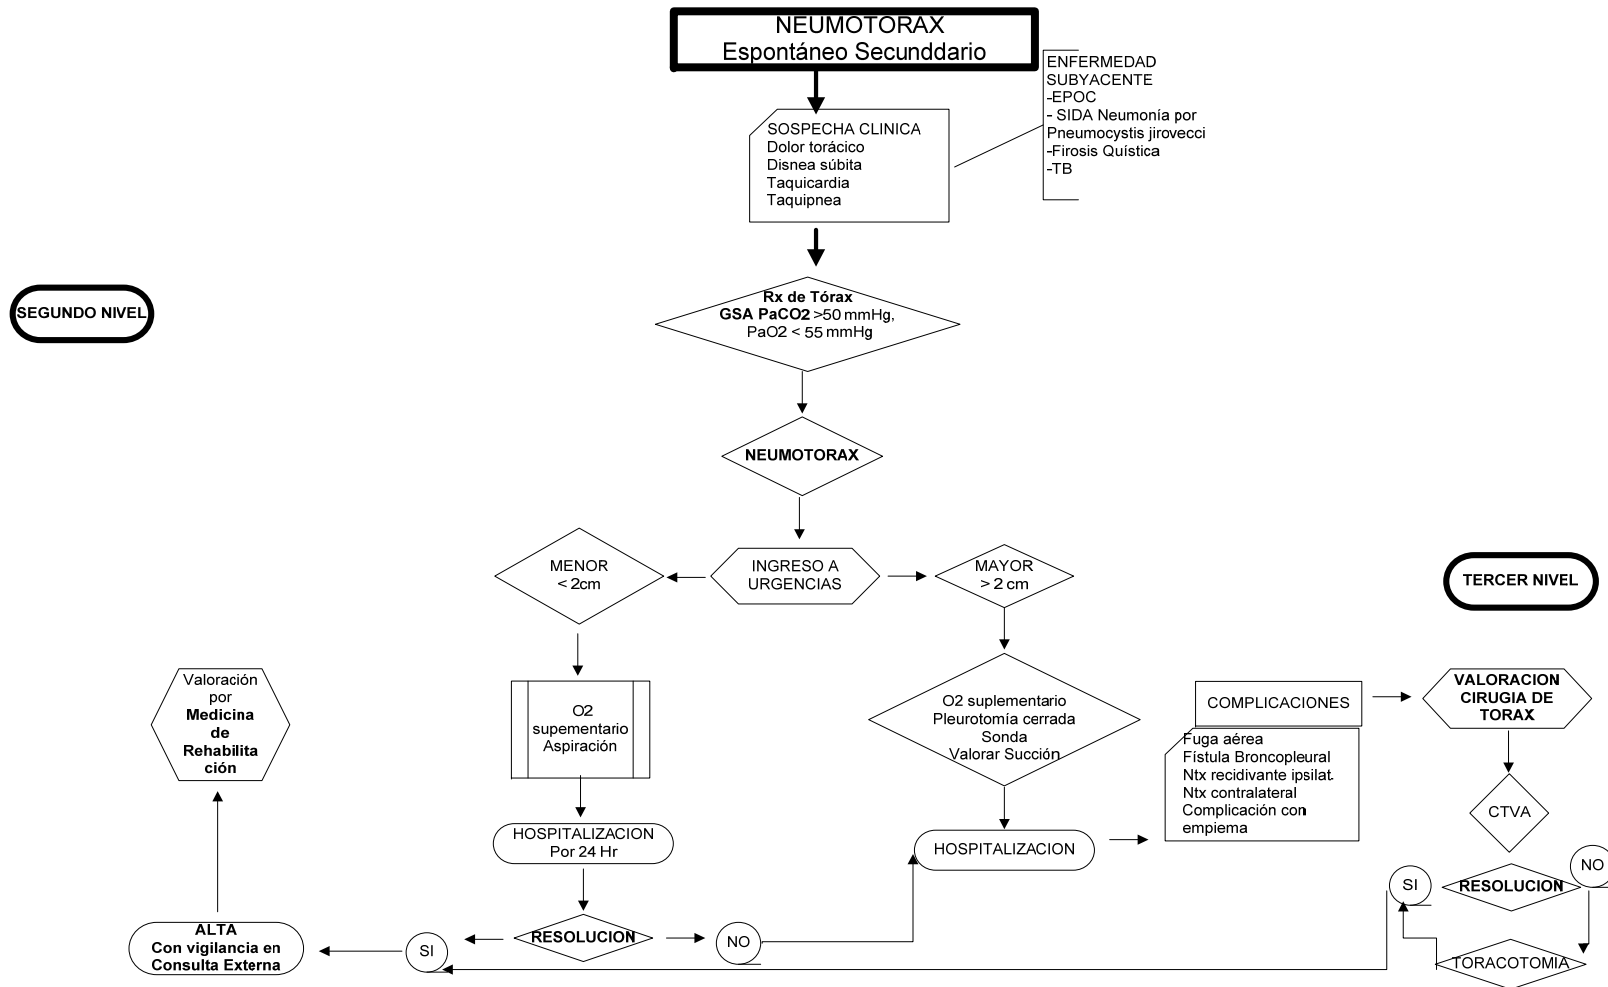 NEUMOTORAX
Espontáneo Secunddario
ENFERMEDAD
SUBYACENTE
-EPOC
- SIDA Neumonía por
Pneumocystis jirovecci
-Firosis Quística
-TB
SOSPECHA CLINICA
Dolor torácico
Disnea súbita
Taquicardia
Taquipnea
SEGUNDO NIVEL
Rx de Tórax
GSA PaCO2 >50 mmHg,
PaO2 < 55 mmHg
NEUMOTORAX
MENOR
< 2cm
INGRESO A
URGENCIAS
MAYOR
> 2 cm
TERCER NIVEL
Valoración
por
Medicina
de
Rehabilita
ción
O2
supementario
Aspiración
O2 suplementario
Pleurotomía cerrada
Sonda
Valorar Succión
COMPLICACIONES
Fuga aérea
Fístula Broncopleural
Ntx recidivante ipsilat.
Ntx contralateral
Complicación con
empiema
VALORACION
CIRUGIA DE
TORAX
CTVA
HOSPITALIZACION
Por 24 Hr
HOSPITALIZACION
SI
RESOLUCION
NO
ALTA
Con vigilancia en
Consulta Externa
SI
RESOLUCION
NO
TORACOTOMIA